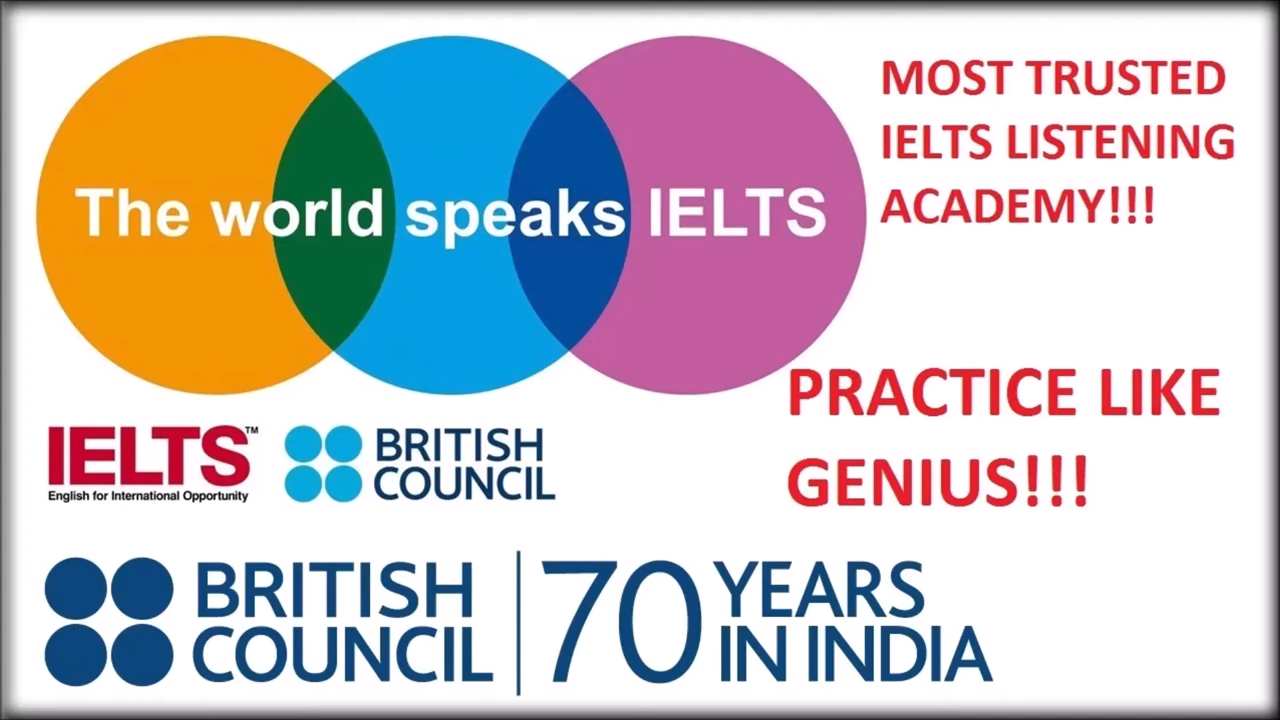 The world speaks IELTS
MOST TRUSTED
IELTS LISTENING
ACADEMY!!!
PRACTICE LIKE
GENIUS!!!
IELTS™
English for International Opportunity
BRITISH
COUNCIL
BRITISH
COUNCIL
70 YEARS
IN INDIA